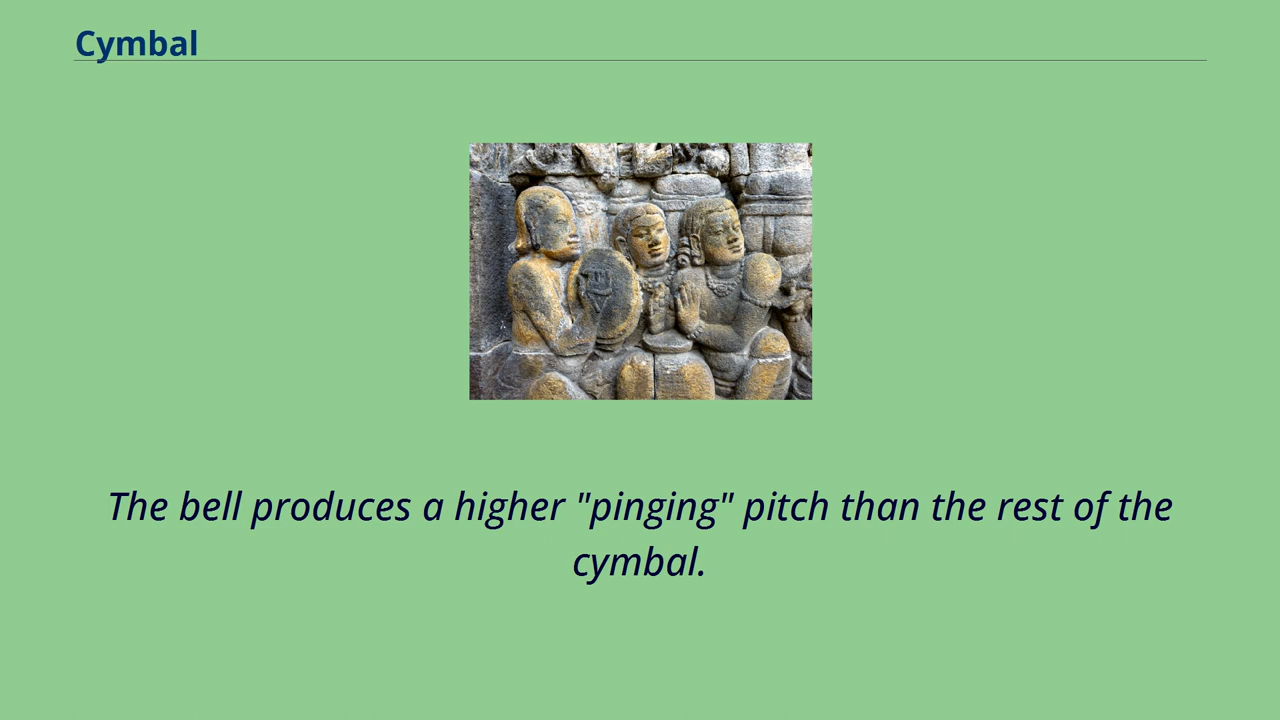 Cymbal
The bell produces a higher "pinging" pitch than the rest of the
cymbal.